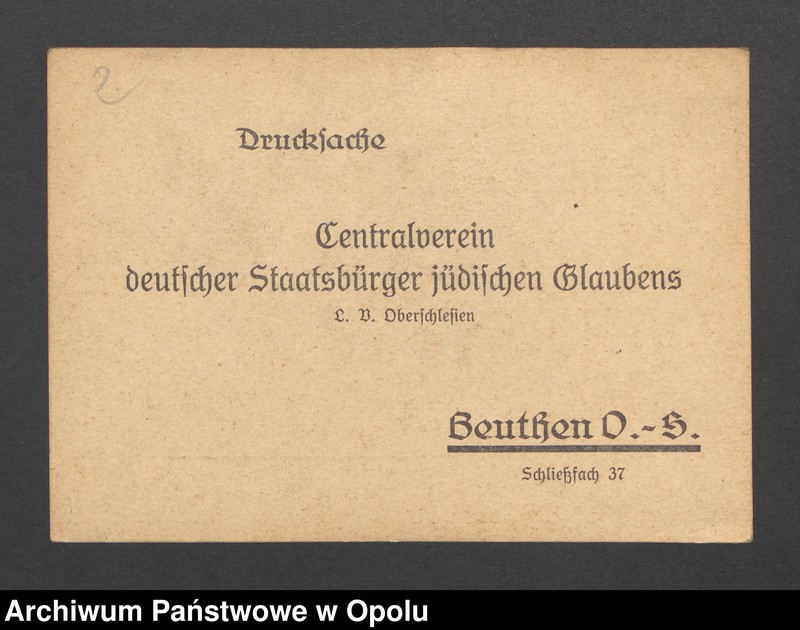 2.
Drucksache
Centralverein
deutscher Staatsbürger jüdischen Glaubens
L. V. Oberschlesien
Beuthen O.-S.
Schließfach 37
Archiwum Państwowe w Opolu